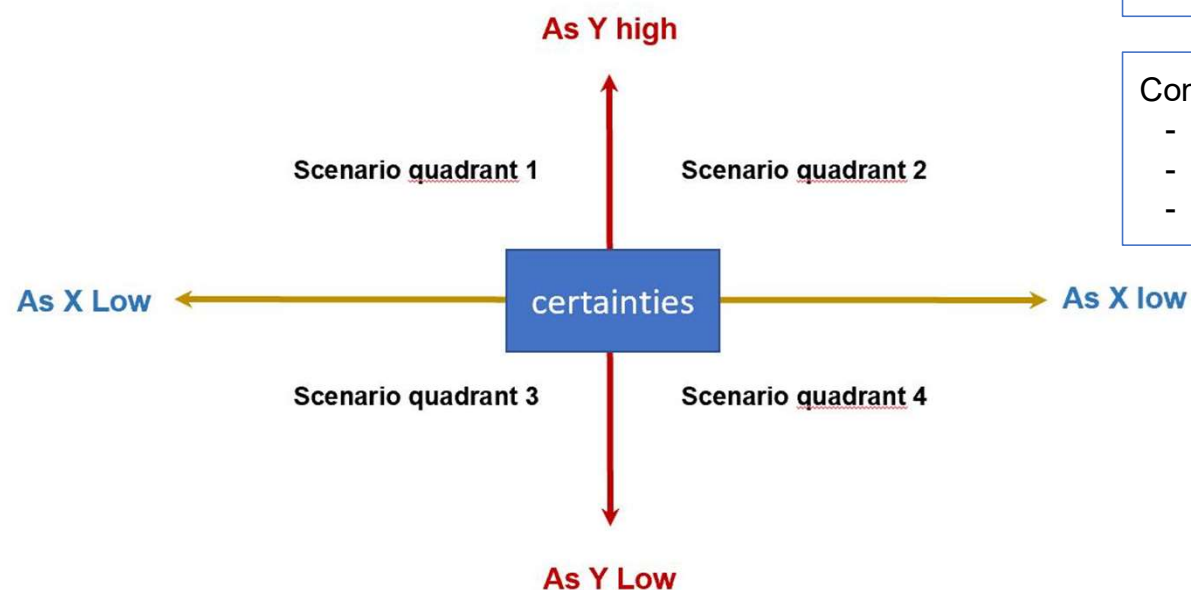 As Y high
Scenario quadrant 1
Scenario quadrant 2
-
-
-
As X Low
certainties
As X low
Scenario quadrant 3
Scenario quadrant 4
As Y Low